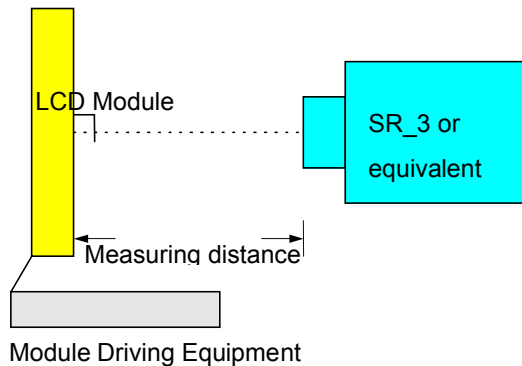 LCD Module
SR_3 or
equivalent
Measuring distance
Module Driving Equipment